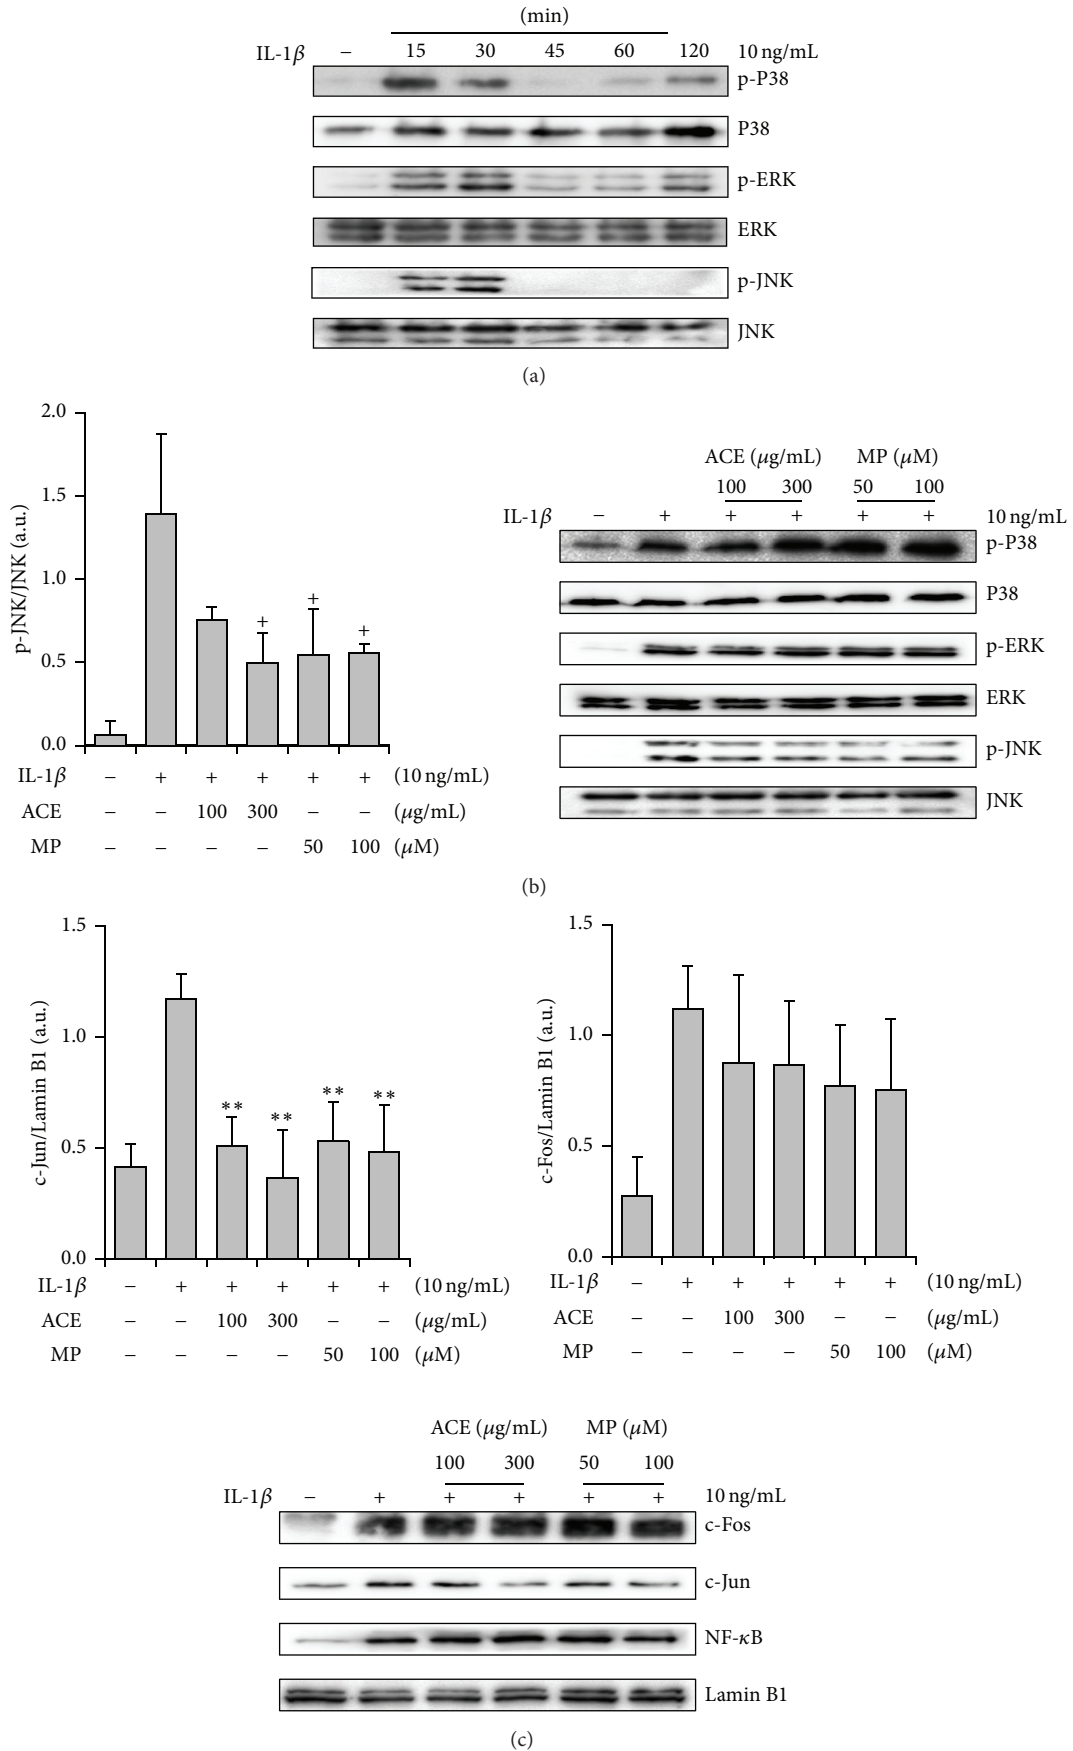 (min)
IL-1β – 15 30 45 60 120 10 ng/mL
p-P38
P38
p-ERK
ERK
p-JNK
JNK
(a)
p-JNK/JNK (a.u.)
2.0
1.5
1.0
0.5
0.0
+ + +
IL-1β – + + + + + (10 ng/mL)
ACE – – 100 300 – – (μg/mL)
MP – – – – 50 100 (μM)
ACE (μg/mL) MP (μM)
100 300 50 100
IL-1β – + + + + + 10 ng/mL
p-P38
P38
p-ERK
ERK
p-JNK
JNK
(b)
c-Jun/Lamin B1 (a.u.)
1.5
1.0
0.5
0.0
** ** ** **
IL-1β – + + + + + (10 ng/mL)
ACE – – 100 300 – – (μg/mL)
MP – – – – 50 100 (μM)
c-Fos/Lamin B1 (a.u.)
1.5
1.0
0.5
0.0
IL-1β – + + + + + (10 ng/mL)
ACE – – 100 300 – – (μg/mL)
MP – – – – 50 100 (μM)
ACE (μg/mL) MP (μM)
100 300 50 100
IL-1β – + + + + + 10 ng/mL
c-Fos
c-Jun
NF-κB
Lamin B1
(c)